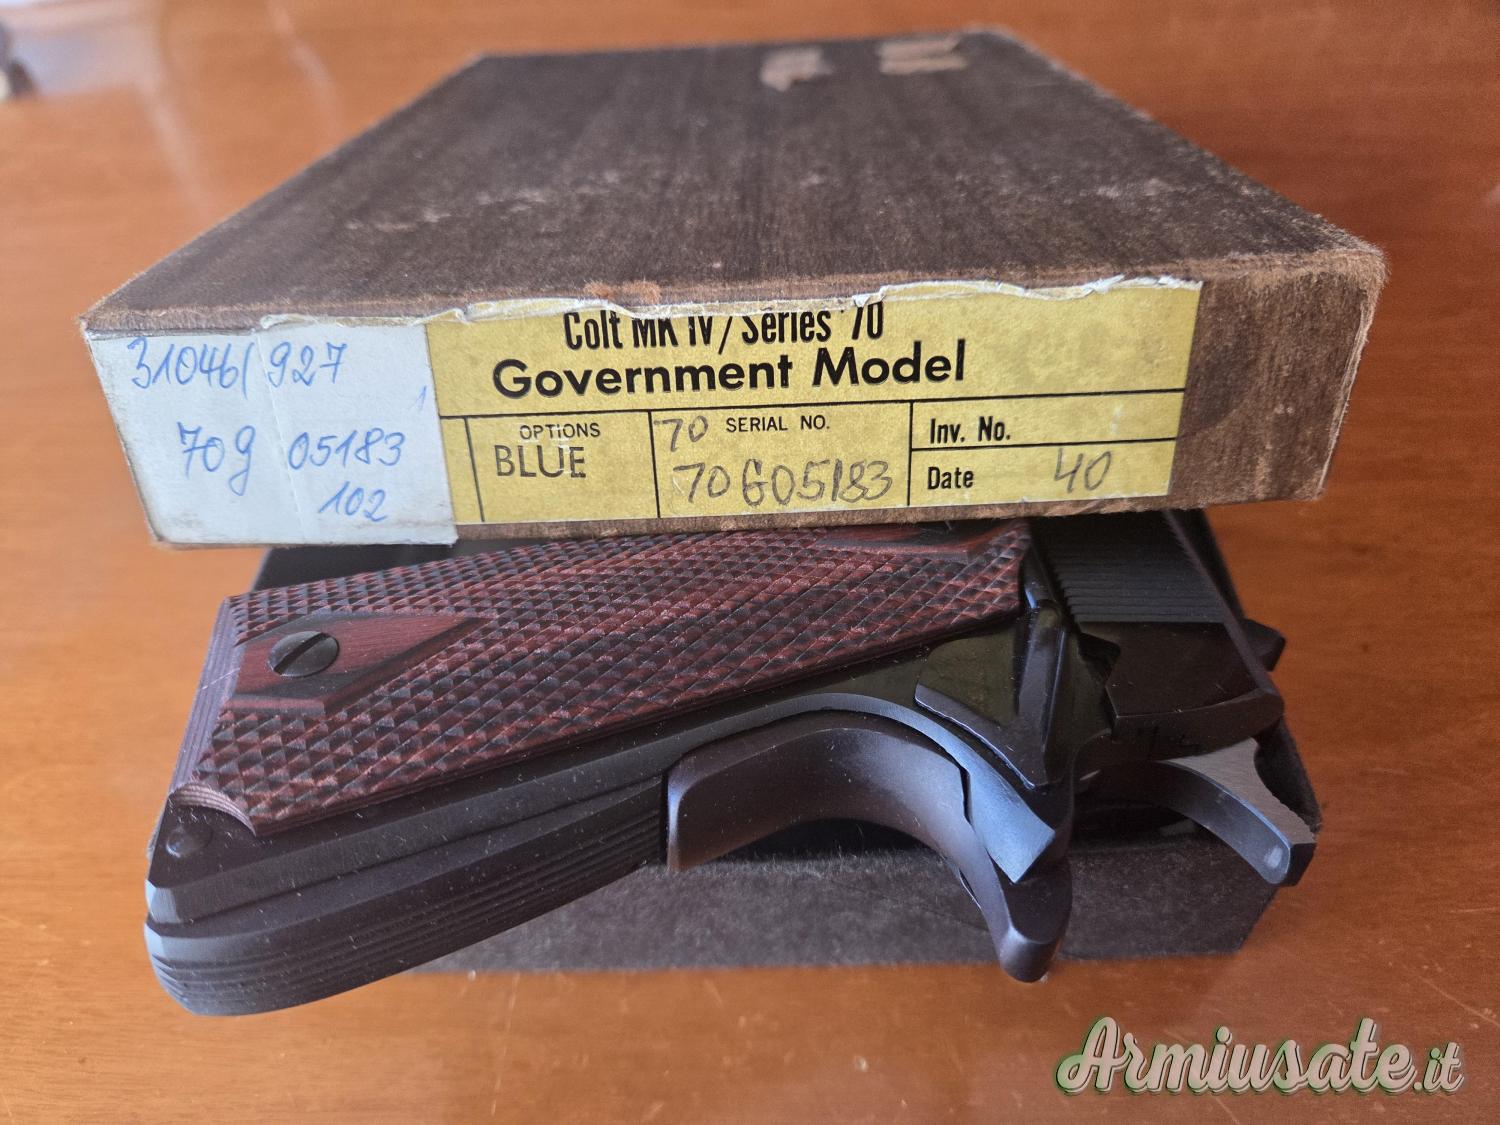 31046/927
70g 05183
102
Colt MK IV/Series '70
Government Model
OPTIONS
BLUE
70 SERIAL NO.
70G05183
Inv. No.
Date 40
Armiusate.it